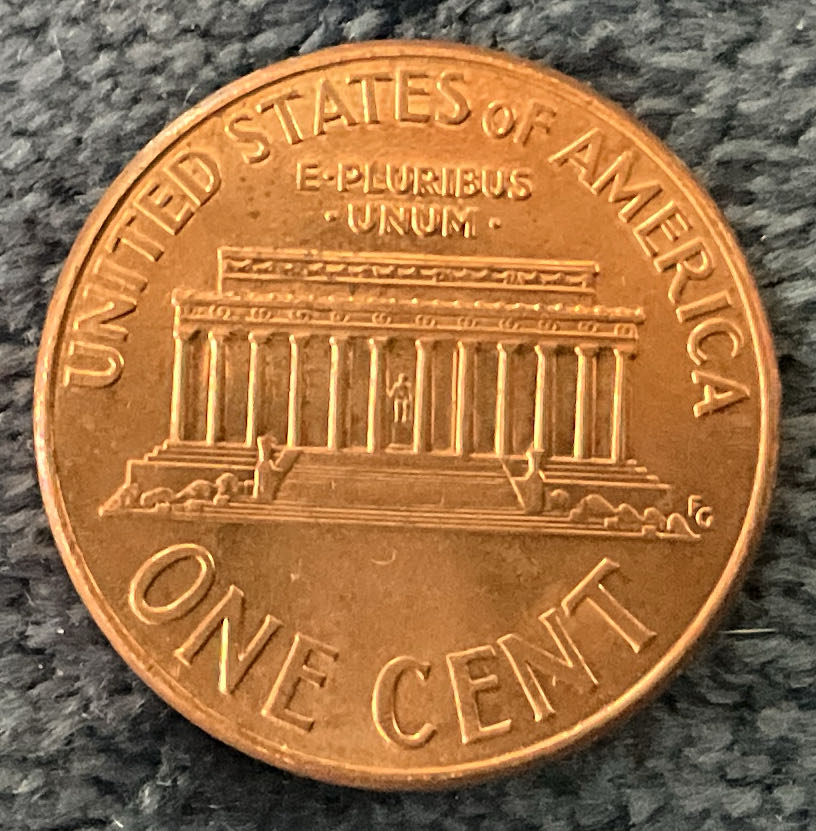 UNITED STATES OF AMERICA
E·PLURIBUS
·UNUM·
FG
ONE CENT